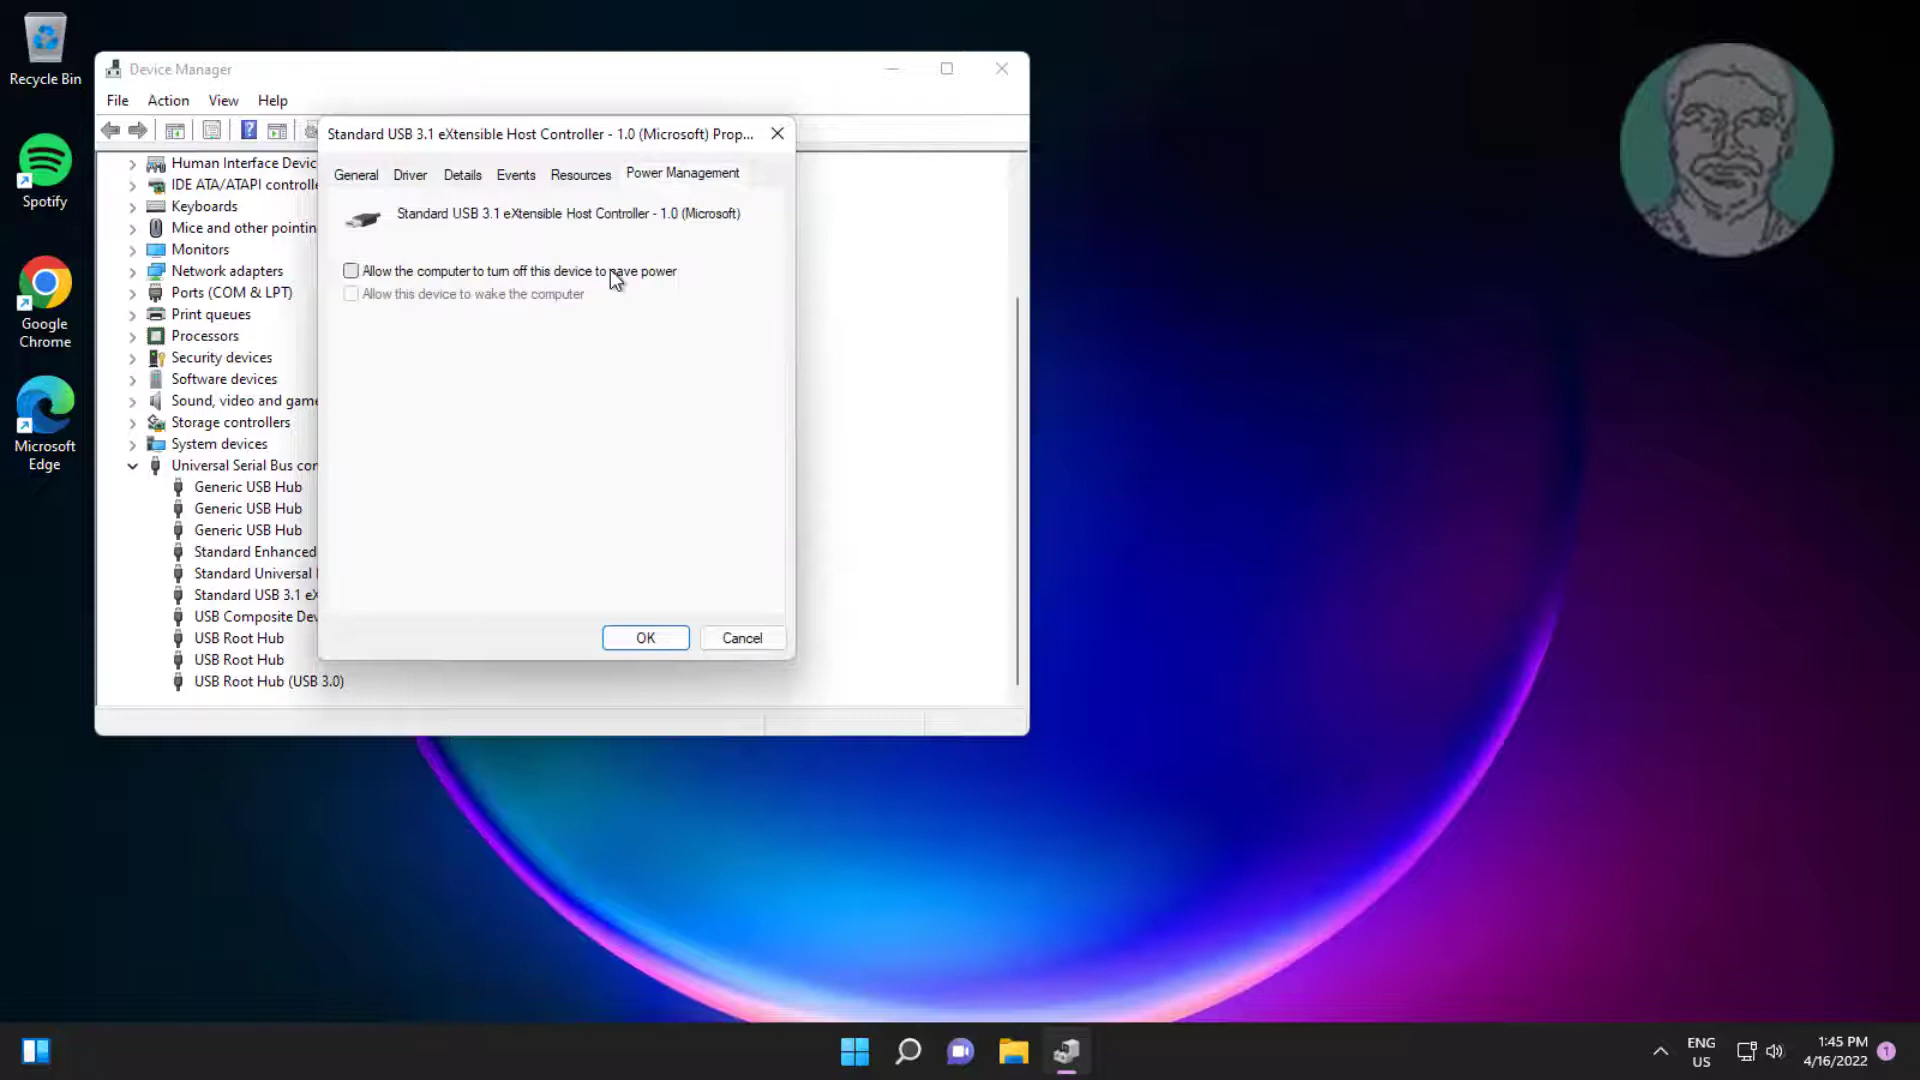 Recycle Bin
Spotify
Google
Chrome
Microsoft
Edge
Device Manager
File Action View Help
Human Interface Devic
IDE ATA/ATAPI controlle
Keyboards
Mice and other pointin
Monitors
Network adapters
Ports (COM & LPT)
Print queues
Processors
Security devices
Software devices
Sound, video and game
Storage controllers
System devices
Universal Serial Bus con
Generic USB Hub
Generic USB Hub
Generic USB Hub
Standard Enhanced
Standard Universal
Standard USB 3.1 eX
USB Composite Dev
USB Root Hub
USB Root Hub
USB Root Hub (USB 3.0)
Standard USB 3.1 eXtensible Host Controller - 1.0 (Microsoft) Prop...
General Driver Details Events Resources Power Management
Standard USB 3.1 eXtensible Host Controller - 1.0 (Microsoft)
Allow the computer to turn off this device to save power
Allow this device to wake the computer
OK Cancel
ENG
US
1:45 PM
4/16/2022
1